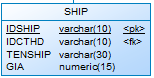 SHIP
IDSHIP varchar(10) <pk>
IDCTHD varchar(10) <fk>
TENSHIP varchar(30)
GIA numeric(15)